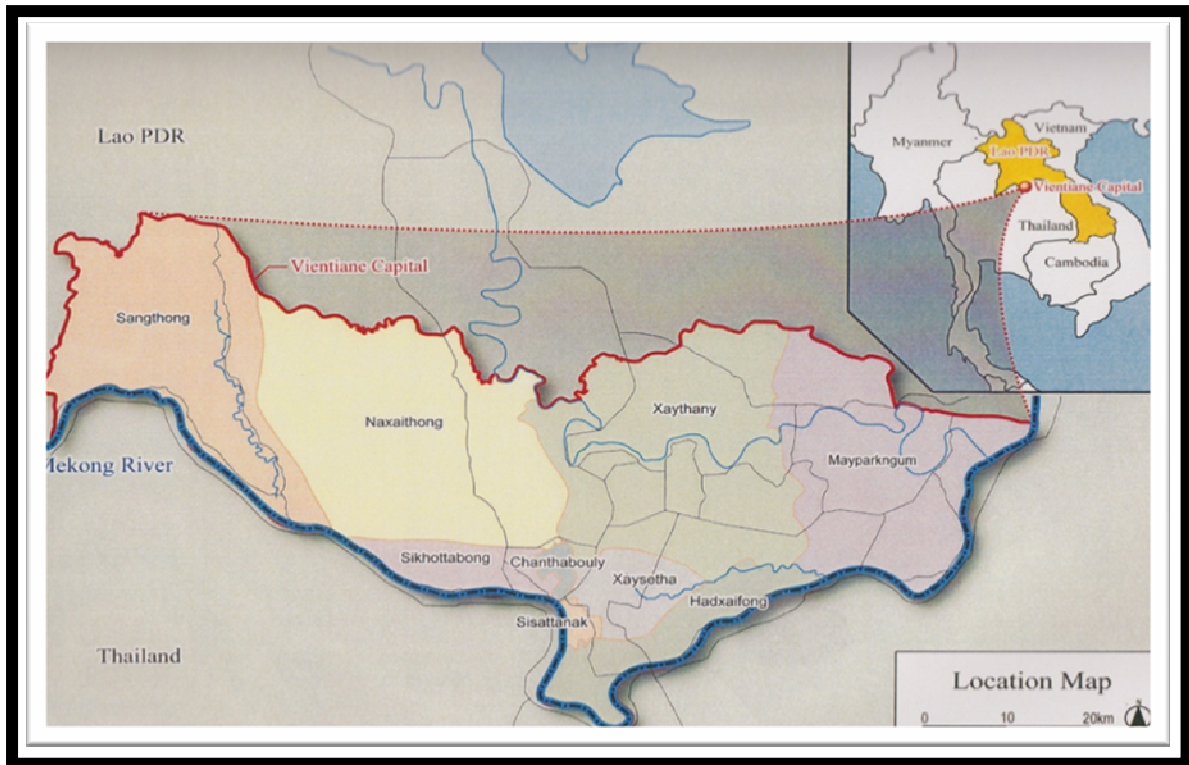 Lao PDR
Myanmer
Vietnam
Lao PDR
Vientiane Capital
Thailand
Cambodia
Vientiane Capital
Sangthong
Naxaithong
Xaythany
Mayparkngum
Mekong River
Sikhottabong
Chanthabouly
Xaysetha
Hadxaifong
Sisattanak
Thailand
Location Map
0 10 20km